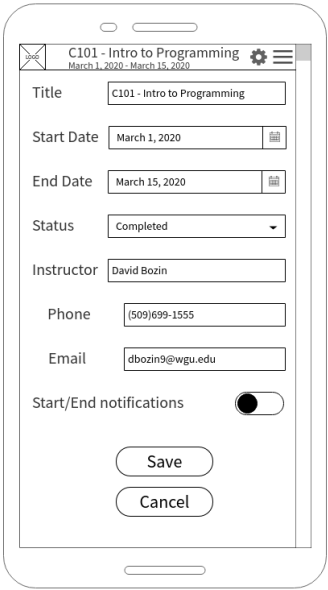 LOGO
C101 - Intro to Programming
March 1, 2020 - March 15, 2020
Title
C101 - Intro to Programming
Start Date
March 1, 2020
End Date
March 15, 2020
Status
Completed
Instructor
David Bozin
Phone
(509)699-1555
Email
dbozin9@wgu.edu
Start/End notifications
Save
Cancel